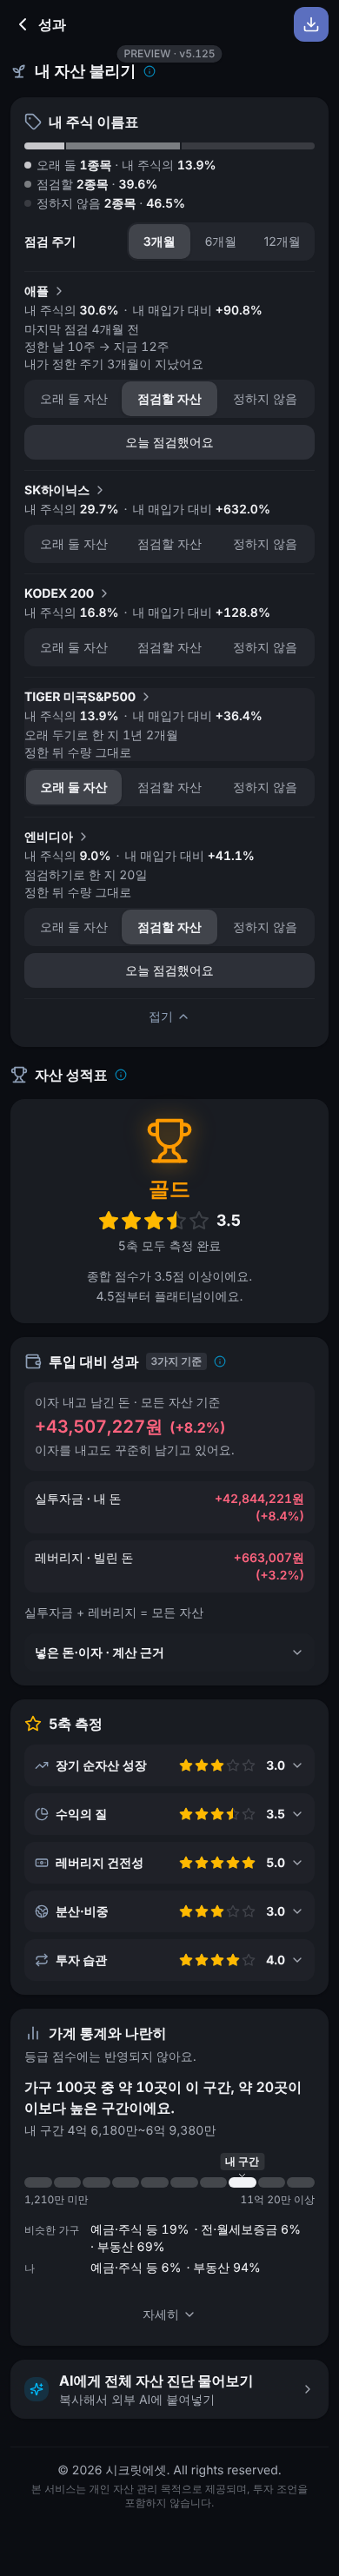 성과
PREVIEW · v5.125
내 자산 불리기
내 주식 이름표
오래 둘 1종목 · 내 주식의 13.9%
점검할 2종목 · 39.6%
정하지 않음 2종목 · 46.5%
점검 주기 3개월 6개월 12개월
애플
내 주식의 30.6% · 내 매입가 대비 +90.8%
마지막 점검 4개월 전
정한 날 10주 → 지금 12주
내가 정한 주기 3개월이 지났어요
오래 둘 자산 점검할 자산 정하지 않음
오늘 점검했어요
SK하이닉스
내 주식의 29.7% · 내 매입가 대비 +632.0%
오래 둘 자산 점검할 자산 정하지 않음
KODEX 200
내 주식의 16.8% · 내 매입가 대비 +128.8%
오래 둘 자산 점검할 자산 정하지 않음
TIGER 미국S&P500
내 주식의 13.9% · 내 매입가 대비 +36.4%
오래 두기로 한 지 1년 2개월
정한 뒤 수량 그대로
오래 둘 자산 점검할 자산 정하지 않음
엔비디아
내 주식의 9.0% · 내 매입가 대비 +41.1%
점검하기로 한 지 20일
정한 뒤 수량 그대로
오래 둘 자산 점검할 자산 정하지 않음
오늘 점검했어요
접기
자산 성적표
골드
3.5
5축 모두 측정 완료
종합 점수가 3.5점 이상이에요.
4.5점부터 플래티넘이에요.
투입 대비 성과 3가지 기준
이자 내고 남긴 돈 · 모든 자산 기준
+43,507,227원 (+8.2%)
이자를 내고도 꾸준히 남기고 있어요.
실투자금 · 내 돈 +42,844,221원
(+8.4%)
레버리지 · 빌린 돈 +663,007원
(+3.2%)
실투자금 + 레버리지 = 모든 자산
넣은 돈·이자 · 계산 근거
5축 측정
장기 순자산 성장 3.0
수익의 질 3.5
레버리지 건전성 5.0
분산·비중 3.0
투자 습관 4.0
가계 통계와 나란히
등급 점수에는 반영되지 않아요.
가구 100곳 중 약 10곳이 이 구간, 약 20곳이
이보다 높은 구간이에요.
내 구간 4억 6,180만~6억 9,380만
내 구간
1,210만 미만 11억 20만 이상
비슷한 가구 예금·주식 등 19% · 전·월세보증금 6%
· 부동산 69%
나 예금·주식 등 6% · 부동산 94%
자세히
AI에게 전체 자산 진단 물어보기
복사해서 외부 AI에 붙여넣기
© 2026 시크릿에셋. All rights reserved.
본 서비스는 개인 자산 관리 목적으로 제공되며, 투자 조언을
포함하지 않습니다.